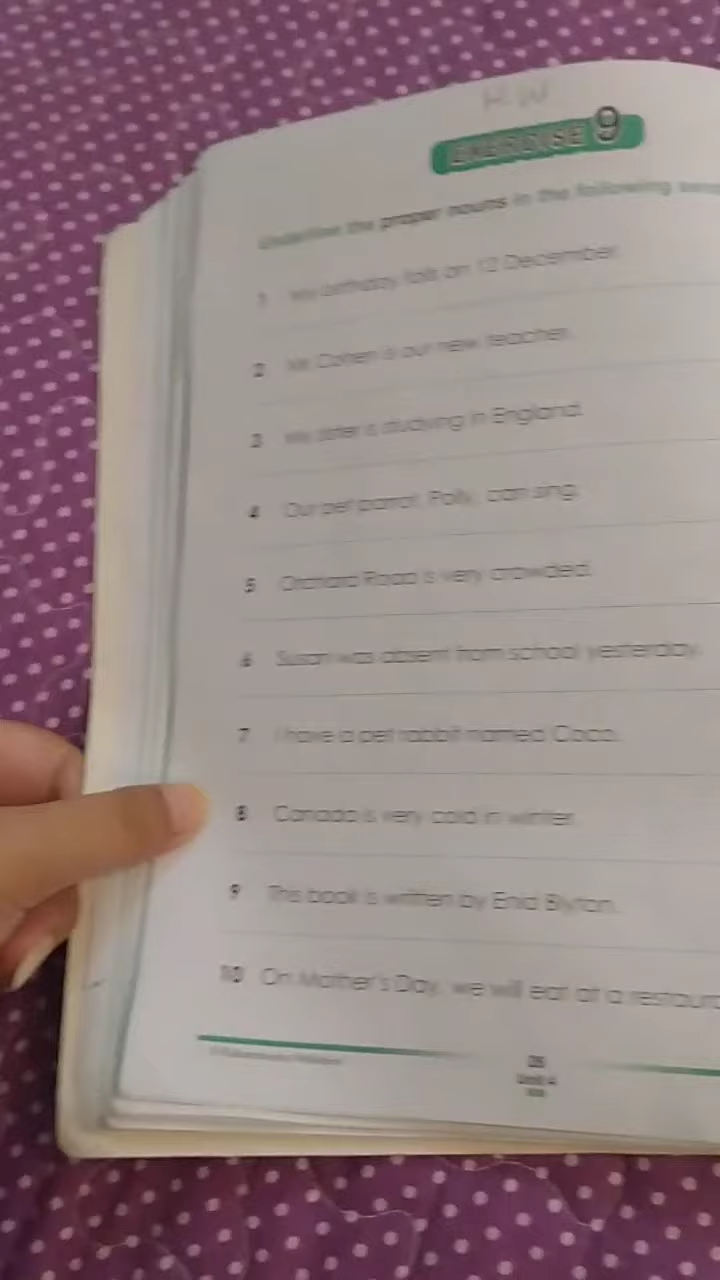 H.W
EXERCISE 9
Underline the proper nouns in the following
1 My birthday falls on 12 December.
2 Mr Cohen is our new teacher.
3 My sister is studying in England.
4 Our pet parrot, Polly, can sing.
5 Orchard Road is very crowded.
6 Susan was absent from school yesterday.
7 I have a pet rabbit named Coco.
8 Canada is very cold in winter.
9 This book is written by Enid Blyton.
10 On Mother's Day, we will eat at a
Unit 4